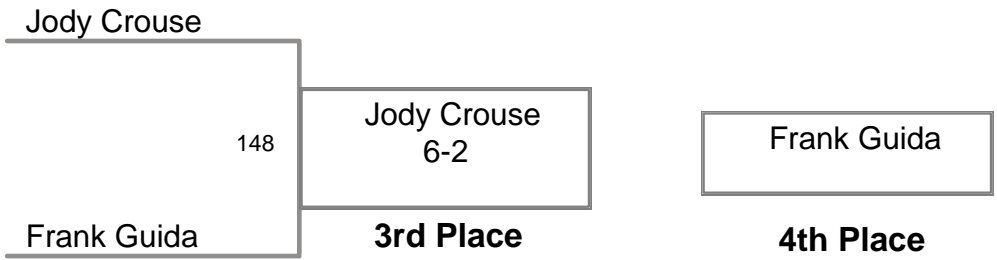 Jody Crouse
148
Jody Crouse
6-2
Frank Guida
Frank Guida
3rd Place
4th Place